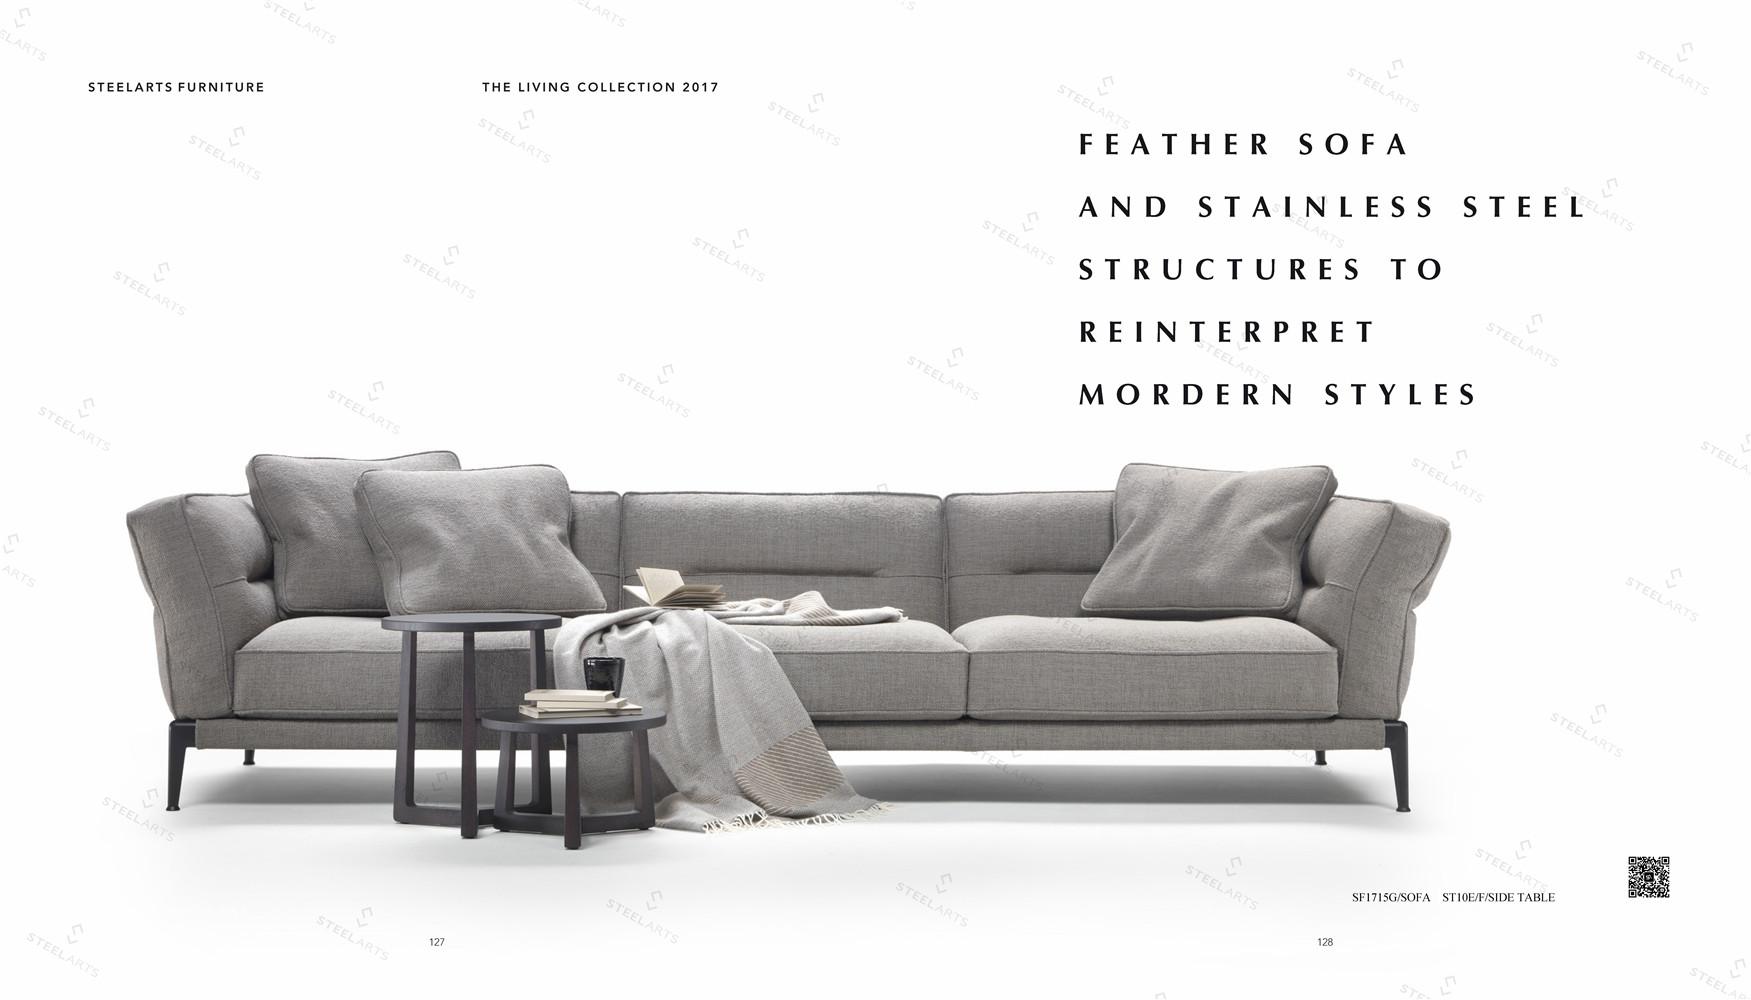 STEELARTS FURNITURE
THE LIVING COLLECTION 2017
FEATHER SOFA
AND STAINLESS STEEL
STRUCTURES TO
REINTERPRET
MORDERN STYLES
SF1715G/SOFA ST10E/F/SIDE TABLE
127
128
STEELARTS